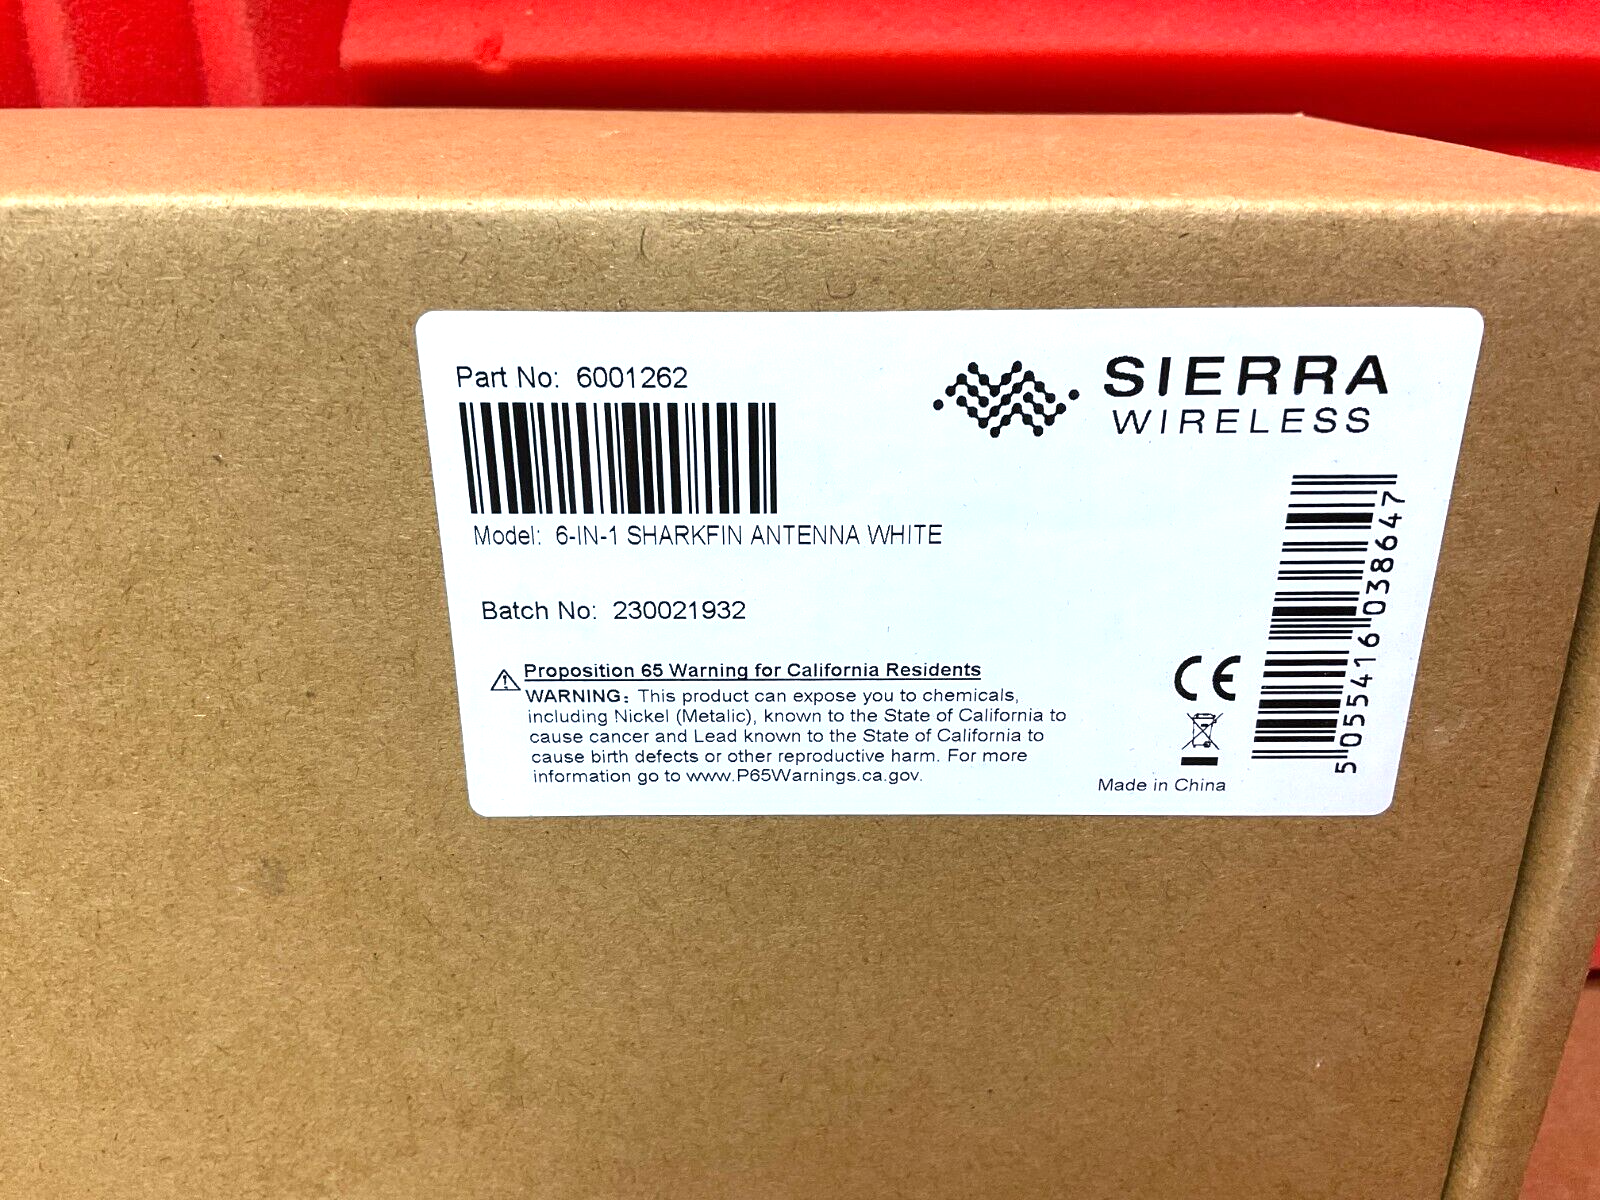 Part No: 6001262
SIERRA
WIRELESS
Model: 6-IN-1 SHARKFIN ANTENNA WHITE
Batch No: 230021932
Proposition 65 Warning for California Residents
WARNING: This product can expose you to chemicals,
including Nickel (Metalic), known to the State of California to
cause cancer and Lead known to the State of California to
cause birth defects or other reproductive harm. For more
information go to www.P65Warnings.ca.gov.
CE
Made in China
5055416038647